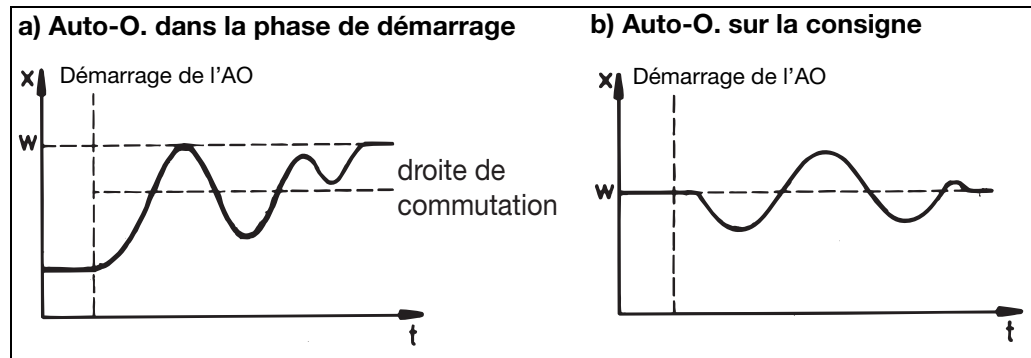 a) Auto-O. dans la phase de démarrage
x
Démarrage de l'AO
w
droite de
commutation
t
b) Auto-O. sur la consigne
x
Démarrage de l'AO
w
t